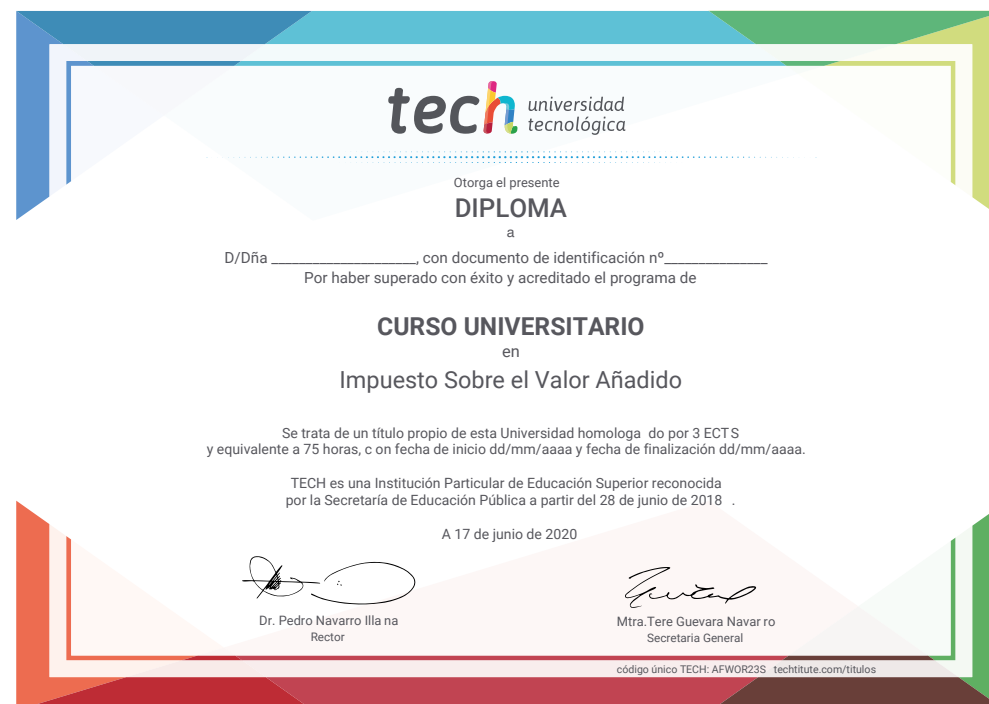 tech universidad
tecnológica
Otorga el presente
DIPLOMA
a
D/Dña ______________________, con documento de identificación nº________________
Por haber superado con éxito y acreditado el programa de
CURSO UNIVERSITARIO
en
Impuesto Sobre el Valor Añadido
Se trata de un título propio de esta Universidad homologa do por 3 ECTS
y equivalente a 75 horas, c on fecha de inicio dd/mm/aaaa y fecha de finalización dd/mm/aaaa.
TECH es una Institución Particular de Educación Superior reconocida
por la Secretaría de Educación Pública a partir del 28 de junio de 2018 .
A 17 de junio de 2020
Dr. Pedro Navarro Illa na
Rector
Mtra.Tere Guevara Navar ro
Secretaria General
código único TECH: AFWOR23S techtitute.com/titulos